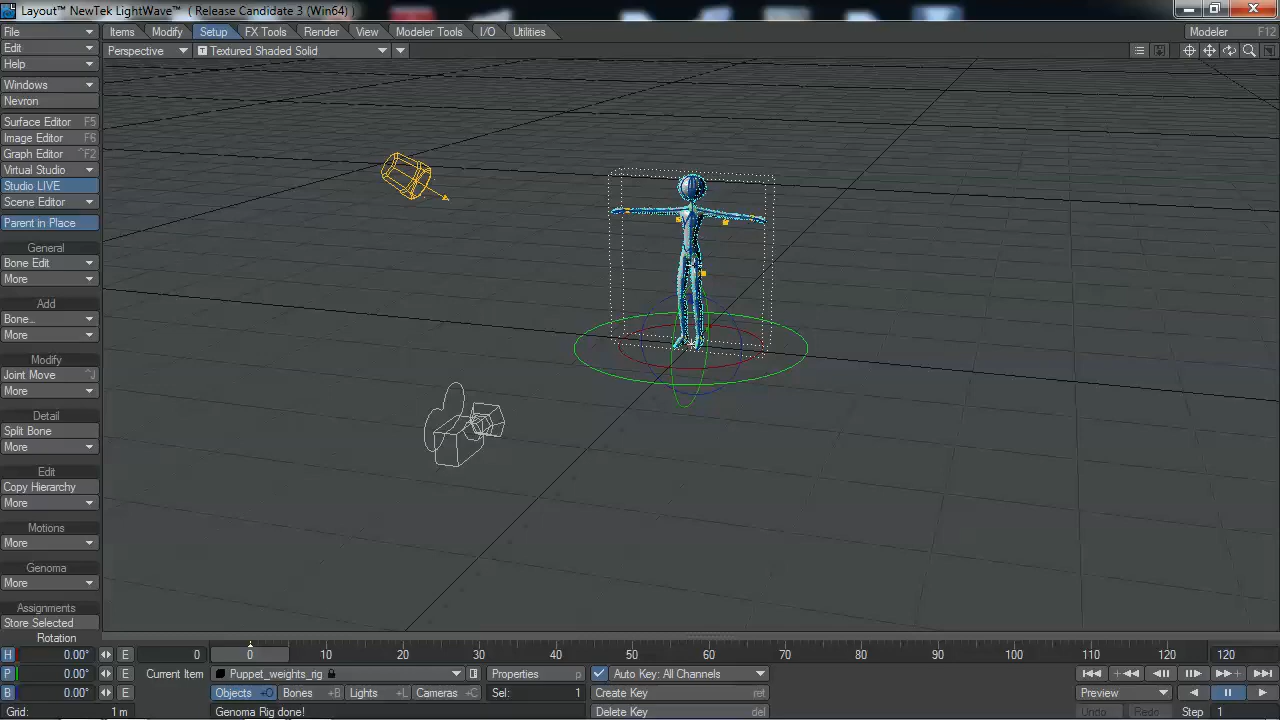 Layout™ NewTek LightWave™ ( Release Candidate 3 (Win64) )
File Items Modify Setup FX Tools Render View Modeler Tools I/O Utilities Modeler F12
Edit Perspective T Textured Shaded Solid
Help
Windows
Nevron
Surface Editor F5
Image Editor F6
Graph Editor ^F2
Virtual Studio
Studio LIVE
Scene Editor
Parent in Place
General
Bone Edit
More
Add
Bone...
More
Modify
Joint Move ^J
More
Detail
Split Bone
More
Edit
Copy Hierarchy
More
Motions
More
Genoma
More
Assignments
Store Selected
Rotation
H 0.00° E 0 0 10 20 30 40 50 60 70 80 90 100 110 120 120
P 0.00° E Current Item Puppet_weights_rig Properties p Auto Key: All Channels
B 0.00° E Objects +O Bones +B Lights +L Cameras +C Sel: 1 Create Key ret Preview
Grid: 1 m Genoma Rig done! Delete Key del Undo Redo Step 1